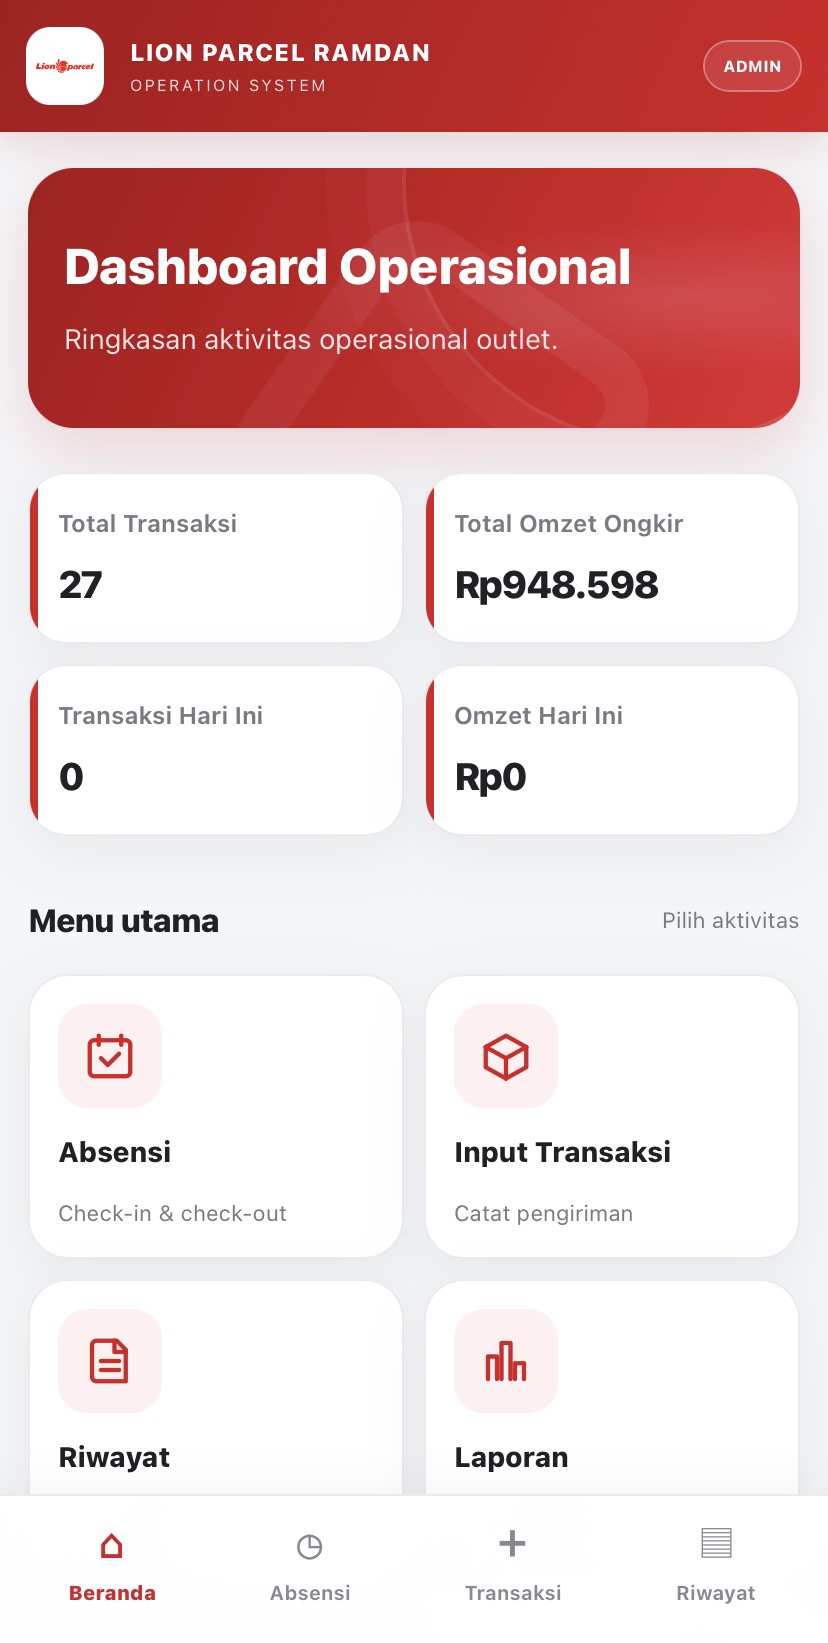 Lion parcel
LION PARCEL RAMDAN
OPERATION SYSTEM
ADMIN
Dashboard Operasional
Ringkasan aktivitas operasional outlet.
Total Transaksi
27
Total Omzet Ongkir
Rp948.598
Transaksi Hari Ini
0
Omzet Hari Ini
Rp0
Menu utama
Pilih aktivitas
Absensi
Check-in & check-out
Input Transaksi
Catat pengiriman
Riwayat
Laporan
Beranda
Absensi
Transaksi
Riwayat